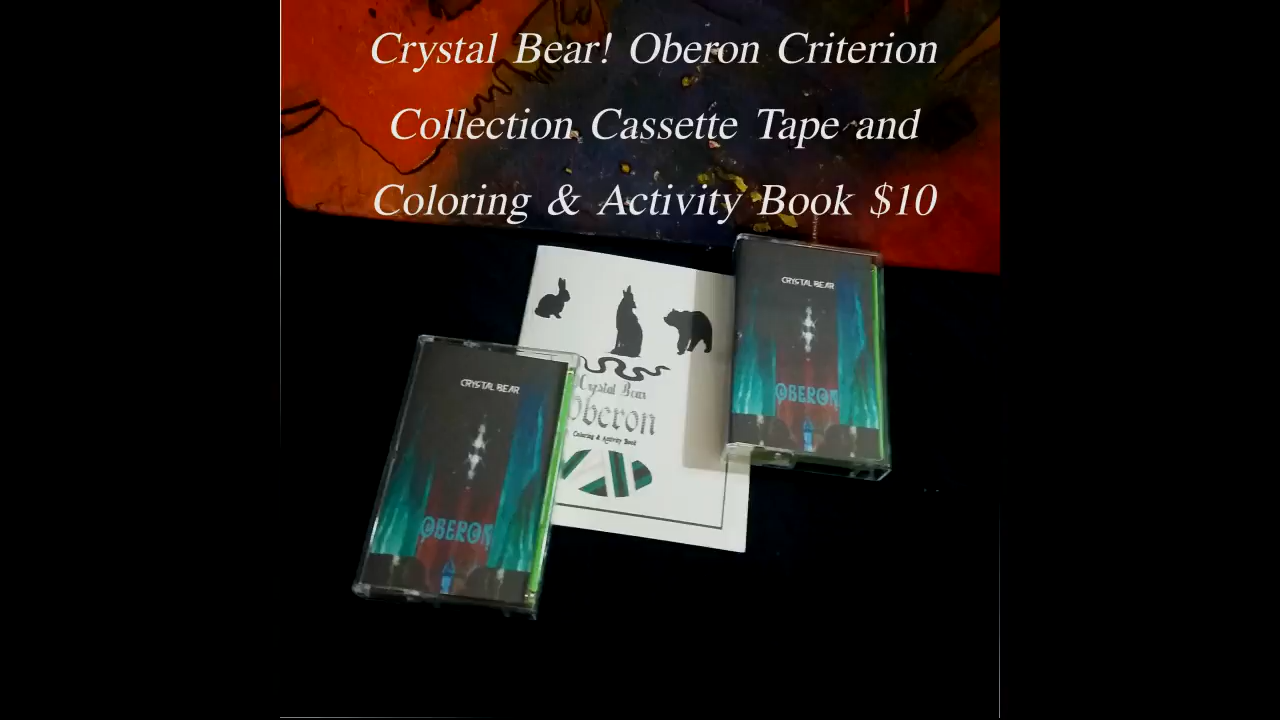 Crystal Bear! Oberon Criterion
Collection Cassette Tape and
Coloring & Activity Book $10
CRYSTAL BEAR
OBERON
Crystal Bear
Oberon
Coloring & Activity Book
CRYSTAL BEAR
OBERON